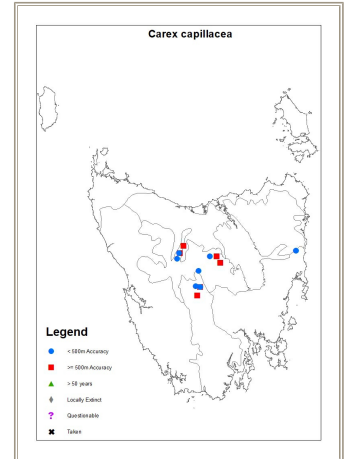 Carex capillacea
Legend
< 500m Accuracy
>= 500m Accuracy
> 50 years
Locally Extinct
? Questionable
Taken